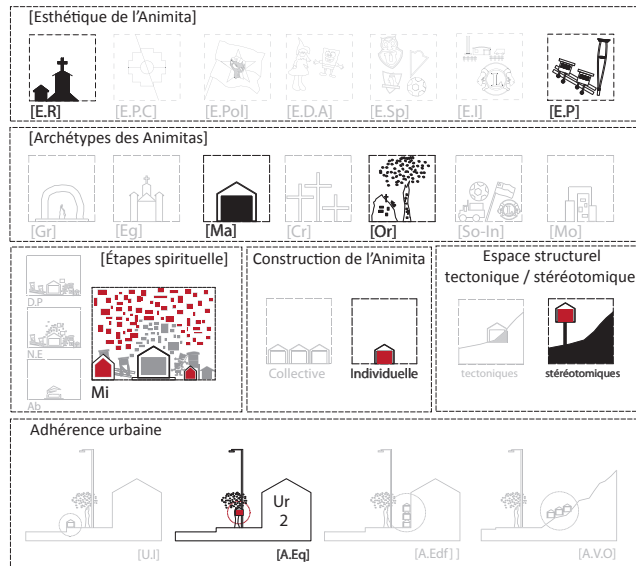 [Esthétique de l'Animita]
[E.R]
[E.P.C]
[E.Pol]
[E.D.A]
[E.Sp]
[E.I]
[E.P]
[Archétypes des Animitas]
[Gr]
[Eg]
[Ma]
[Cr]
[Or]
[So-In]
[Mo]
[Étapes spirituelle]
D.P
N.E
Ab
Mi
Construction de l'Animita
Collective
Individuelle
Espace structurel
tectonique / stéréotomique
tectoniques
stéréotomiques
Adhérence urbaine
[U.I]
Ur
2
[A.Eq]
[A.Edf] ]
[A.V.O]